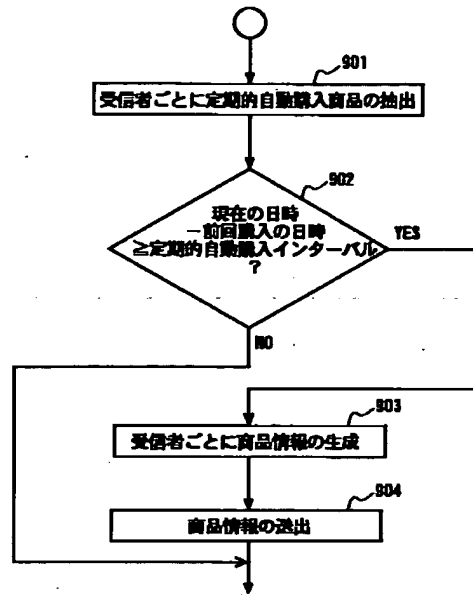 901
受信者ごとに定期的自動購入商品の抽出
902
現在の日時
－前回購入の日時
≥定期的自動購入インターバル
?
YES
NO
903
受信者ごとに商品情報の生成
904
商品情報の送出